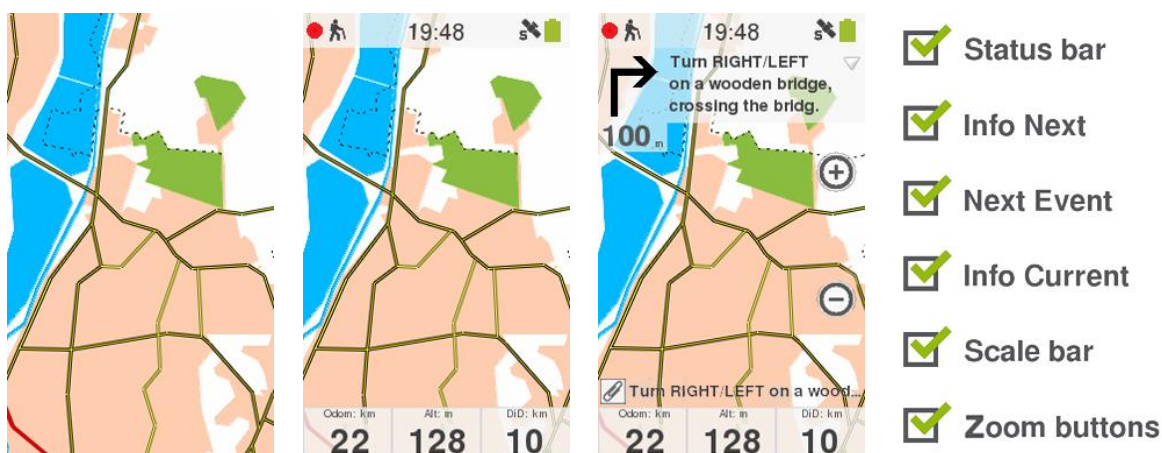 19:48
S
Odom: km
Alt: m
DiD: km
22
128
10
19:48
S
Turn RIGHT/LEFT
on a wooden bridge,
crossing the bridg.
100 m
Turn RIGHT/LEFT on a wood...
Odom: km
Alt: m
DiD: km
22
128
10
Status bar
Info Next
Next Event
Info Current
Scale bar
Zoom buttons